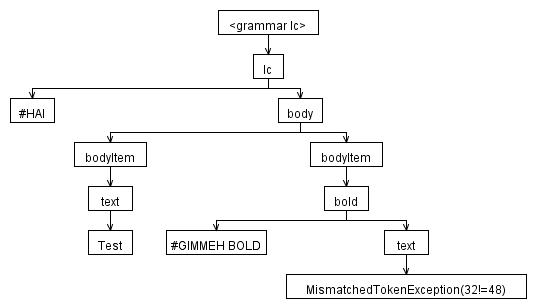 <grammar lc>
lc
#HAI
body
bodyItem
bodyItem
text
bold
Test
#GIMMEH BOLD
text
MismatchedTokenException(32!=48)